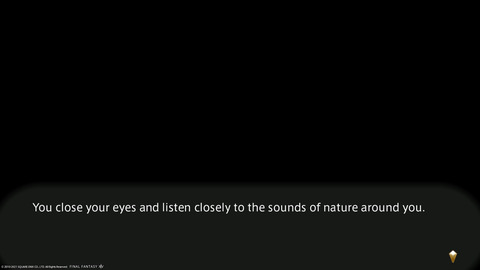 You close your eyes and listen closely to the sounds of nature around you.
© 2010-2021 SQUARE ENIX CO., LTD. All Rights Reserved. FINAL FANTASY XIV